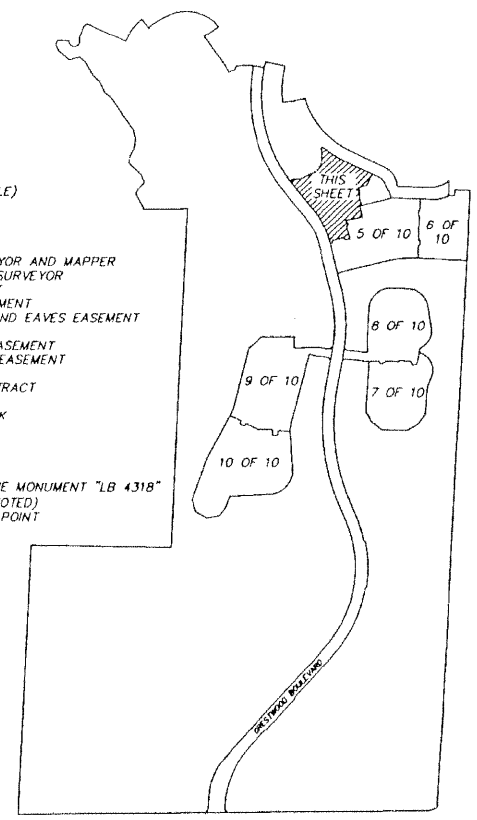 LE)
YOR AND MAPPER
SURVEYOR
MENT
ND EAVES EASEMENT
ASEMENT
EASEMENT
TRACT
K
E MONUMENT "LB 4318"
OTED)
POINT
THIS
SHEET
5 OF 10
6 OF
10
8 OF 10
7 OF 10
9 OF 10
10 OF 10
CRESTWOOD BOULEVARD